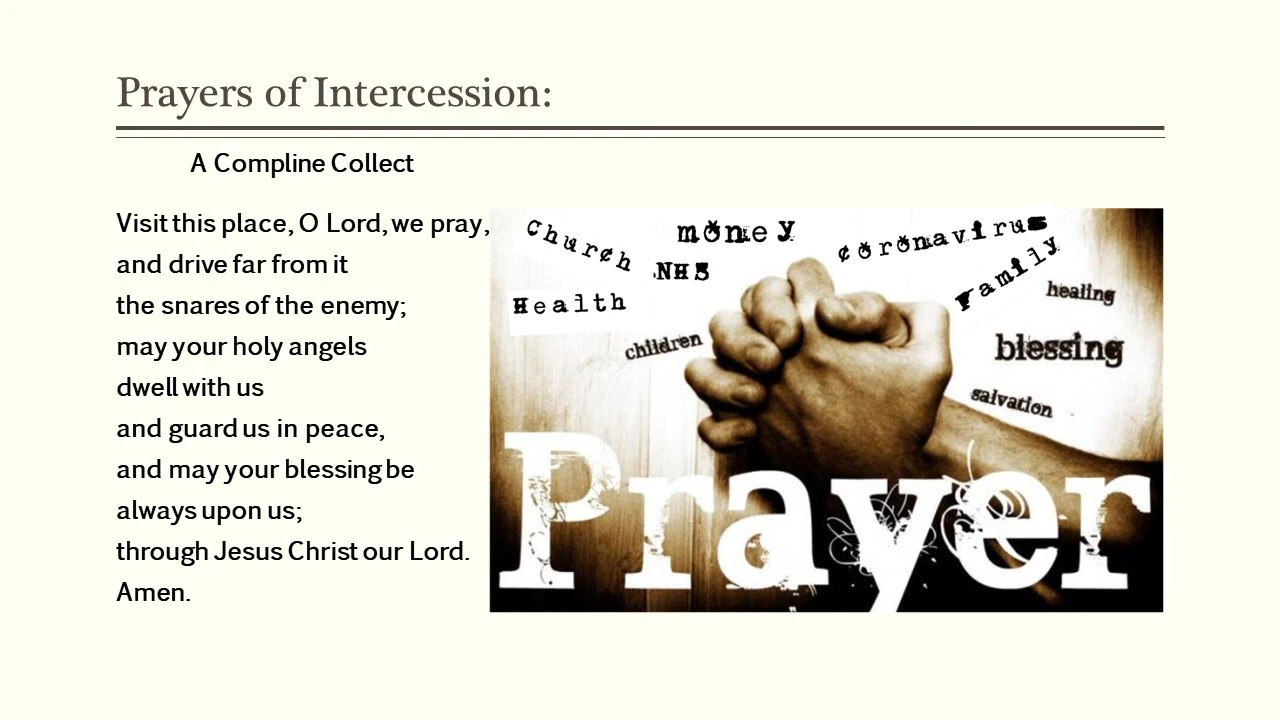 Prayers of Intercession:
A Compline Collect
Visit this place, O Lord, we pray,
and drive far from it
the snares of the enemy;
may your holy angels
dwell with us
and guard us in peace,
and may your blessing be
always upon us;
through Jesus Christ our Lord.
Amen.
Church
money
coronavirus
NHS
Family
Health
healing
children
blessing
salvation
Prayer